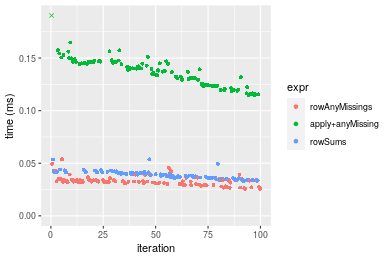 0.15
0.10
0.05
0.00
time (ms)
0
25
50
75
100
iteration
expr
rowAnyMissings
apply+anyMissing
rowSums